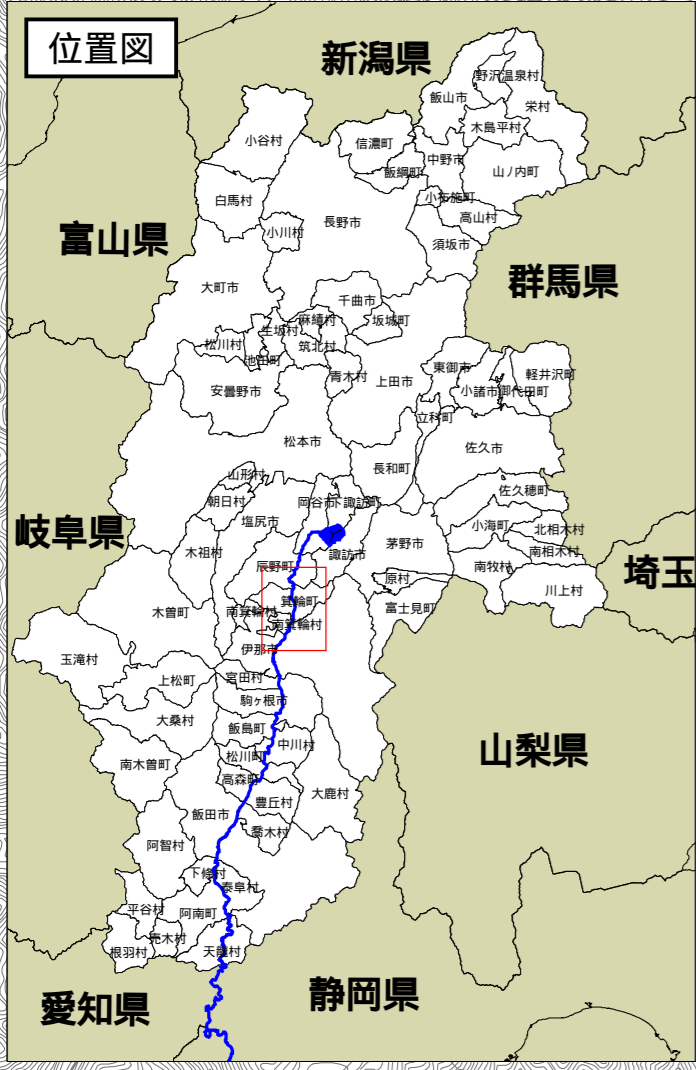 位置図
新潟県
野沢温泉村
飯山市
栄村
木島平村
小谷村
信濃町
中野市
飯綱町
山ノ内町
白馬村
小布施町
高山村
長野市
小川村
須坂市
富山県
群馬県
大町市
千曲市
麻績村
坂城町
生坂村
松川村
筑北村
池田町
青木村
上田市
東御市
軽井沢町
安曇野市
小諸市
御代田町
立科町
松本市
佐久市
長和町
山形村
佐久穂町
朝日村
岡谷市
下諏訪町
塩尻市
小海町
北相木村
岐阜県
木祖村
諏訪市
茅野市
南相木村
辰野町
南牧村
埼玉
原村
川上村
箕輪町
木曽町
南箕輪村
富士見町
南箕輪村
伊那市
玉滝村
上松町
宮田村
駒ヶ根市
大桑村
飯島町
中川村
山梨県
松川町
南木曽町
高森町
大鹿村
豊丘村
飯田市
喬木村
阿智村
下條村
泰阜村
平谷村
阿南町
売木村
根羽村
天龍村
愛知県
静岡県